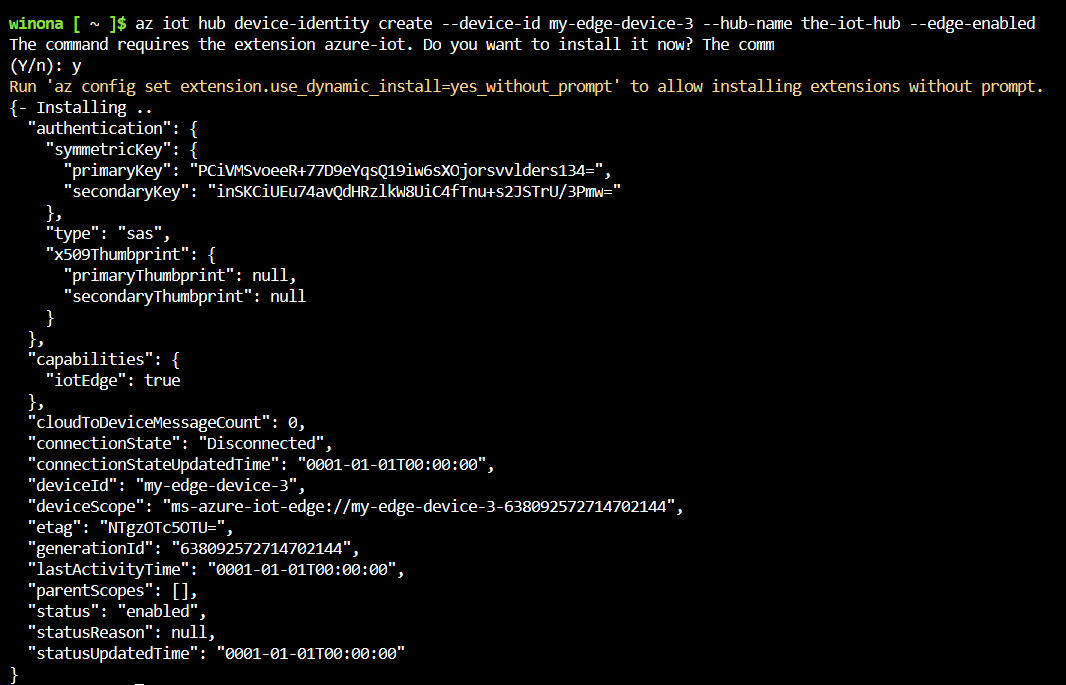 winona [ ~ ]$ az iot hub device-identity create --device-id my-edge-device-3 --hub-name the-iot-hub --edge-enabled
The command requires the extension azure-iot. Do you want to install it now? The comm
(Y/n): y
Run 'az config set extension.use_dynamic_install=yes_without_prompt' to allow installing extensions without prompt.
{- Installing ..
  "authentication": {
    "symmetricKey": {
      "primaryKey": "PCiVMSvoeeR+77D9eYqsQ19iw6sXOjorsvvlders134=",
      "secondaryKey": "inSKCiUEu74avQdHRzlkW8UiC4fTnu+s2JSTrU/3Pmw="
    },
    "type": "sas",
    "x509Thumbprint": {
      "primaryThumbprint": null,
      "secondaryThumbprint": null
    }
  },
  "capabilities": {
    "iotEdge": true
  },
  "cloudToDeviceMessageCount": 0,
  "connectionState": "Disconnected",
  "connectionStateUpdatedTime": "0001-01-01T00:00:00",
  "deviceId": "my-edge-device-3",
  "deviceScope": "ms-azure-iot-edge://my-edge-device-3-638092572714702144",
  "etag": "NTgzOTc5OTU=",
  "generationId": "638092572714702144",
  "lastActivityTime": "0001-01-01T00:00:00",
  "parentScopes": [],
  "status": "enabled",
  "statusReason": null,
  "statusUpdatedTime": "0001-01-01T00:00:00"
}